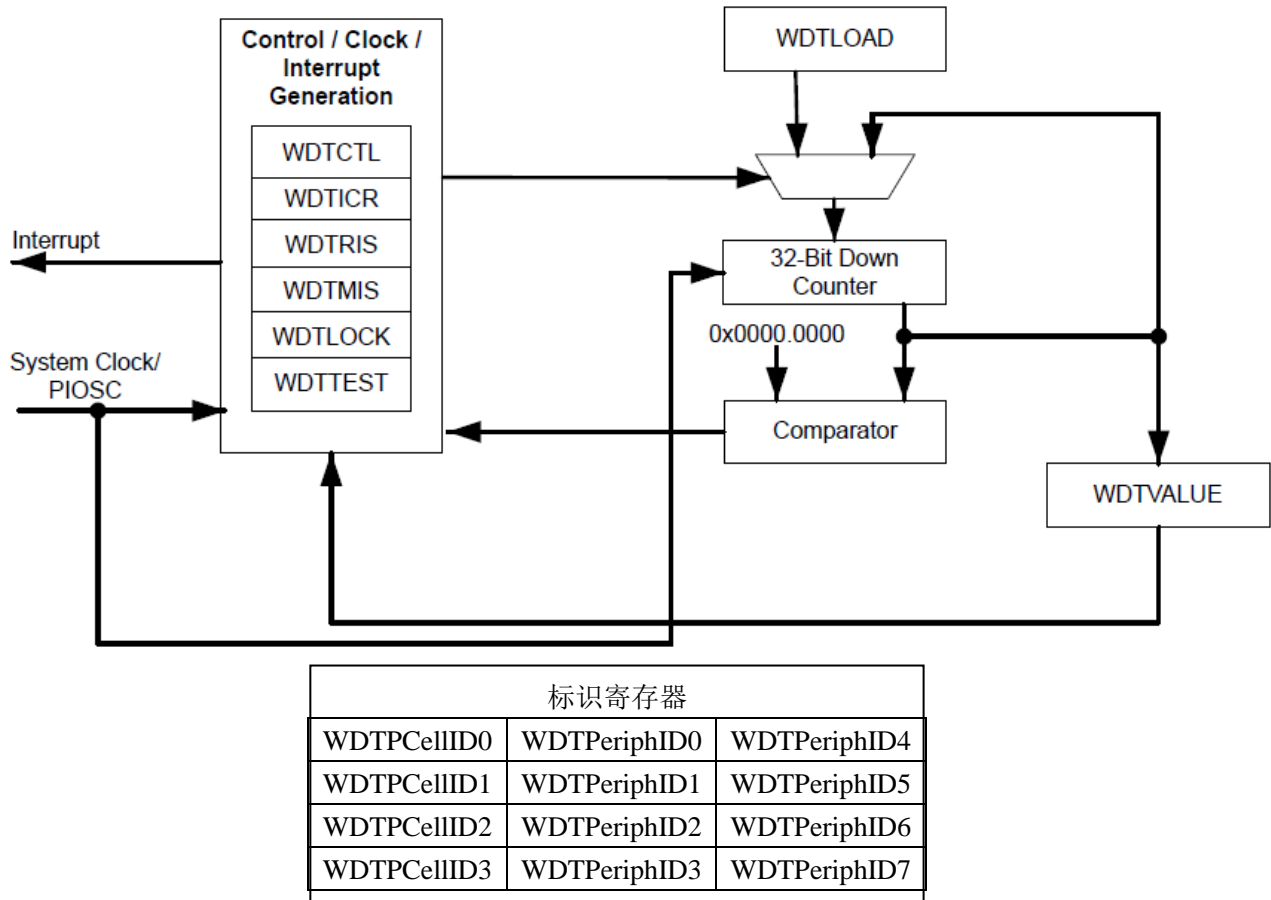 Control / Clock /
Interrupt
Generation
WDTCTL
WDTICR
WDTRIS
WDTMIS
WDTLOCK
WDTTEST
Interrupt
System Clock/
PIOSC
WDTLOAD
32-Bit Down
Counter
0x0000.0000
Comparator
WDTVALUE
标识寄存器
WDTPCellID0 WDTPeriphID0 WDTPeriphID4
WDTPCellID1 WDTPeriphID1 WDTPeriphID5
WDTPCellID2 WDTPeriphID2 WDTPeriphID6
WDTPCellID3 WDTPeriphID3 WDTPeriphID7